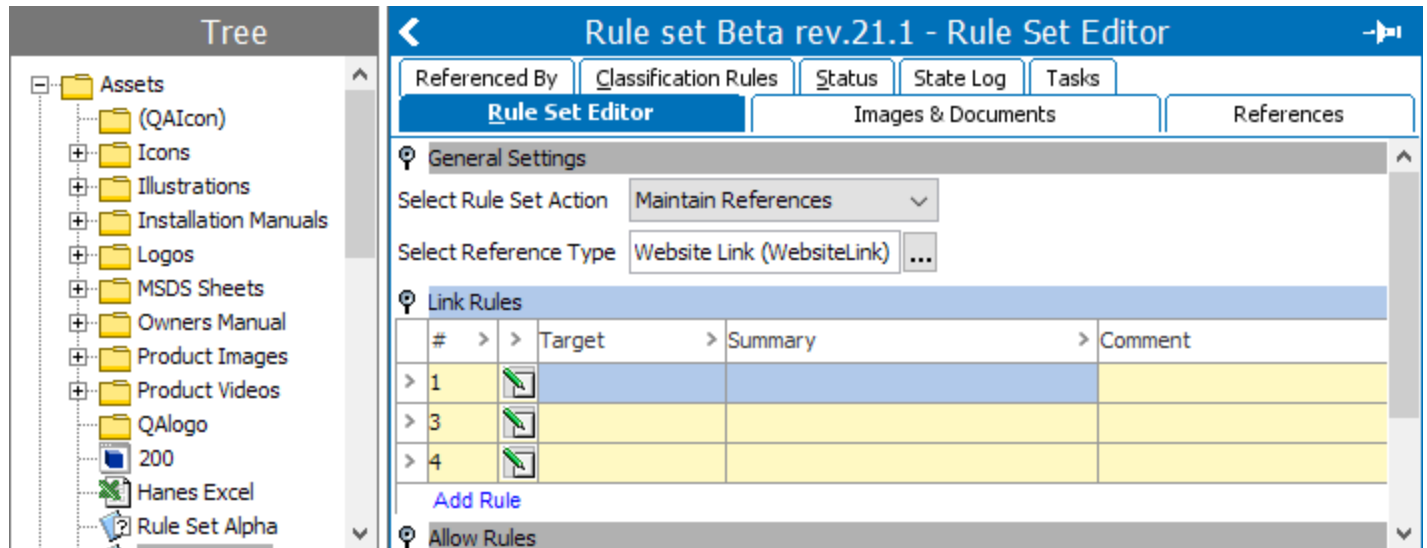 Tree
Assets
(QAIcon)
Icons
Illustrations
Installation Manuals
Logos
MSDS Sheets
Owners Manual
Product Images
Product Videos
QAlogo
200
Hanes Excel
Rule Set Alpha
Rule set Beta rev.21.1 - Rule Set Editor
Referenced By Classification Rules Status State Log Tasks
Rule Set Editor Images & Documents References
General Settings
Select Rule Set Action Maintain References
Select Reference Type Website Link (WebsiteLink) ...
Link Rules
# > > Target > Summary > Comment
> 1
> 3
> 4
Add Rule
Allow Rules